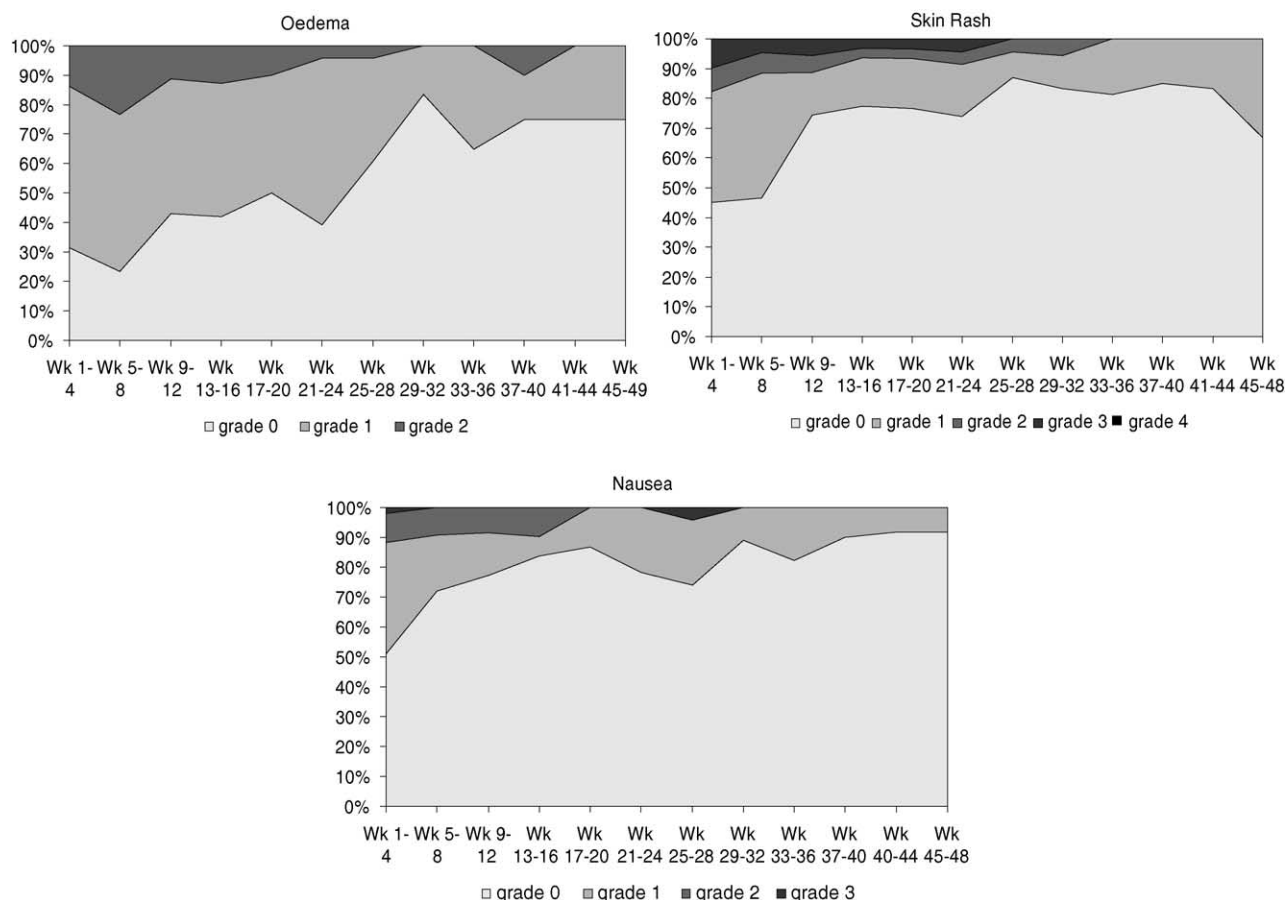 Oedema
100%
90%
80%
70%
60%
50%
40%
30%
20%
10%
0%
Wk 1- Wk 5- Wk 9- Wk Wk Wk Wk Wk Wk Wk Wk Wk
4 8 12 13-16 17-20 21-24 25-28 29-32 33-36 37-40 41-44 45-49
grade 0 grade 1 grade 2
Skin Rash
100%
90%
80%
70%
60%
50%
40%
30%
20%
10%
0%
Wk 1- Wk 5- Wk 9- Wk Wk Wk Wk Wk Wk Wk Wk Wk
4 8 12 13-16 17-20 21-24 25-28 29-32 33-36 37-40 41-44 45-48
grade 0 grade 1 grade 2 grade 3 grade 4
Nausea
100%
90%
80%
70%
60%
50%
40%
30%
20%
10%
0%
Wk 1- Wk 5- Wk 9- Wk Wk Wk Wk Wk Wk Wk Wk Wk
4 8 12 13-16 17-20 21-24 25-28 29-32 33-36 37-40 40-44 45-48
grade 0 grade 1 grade 2 grade 3